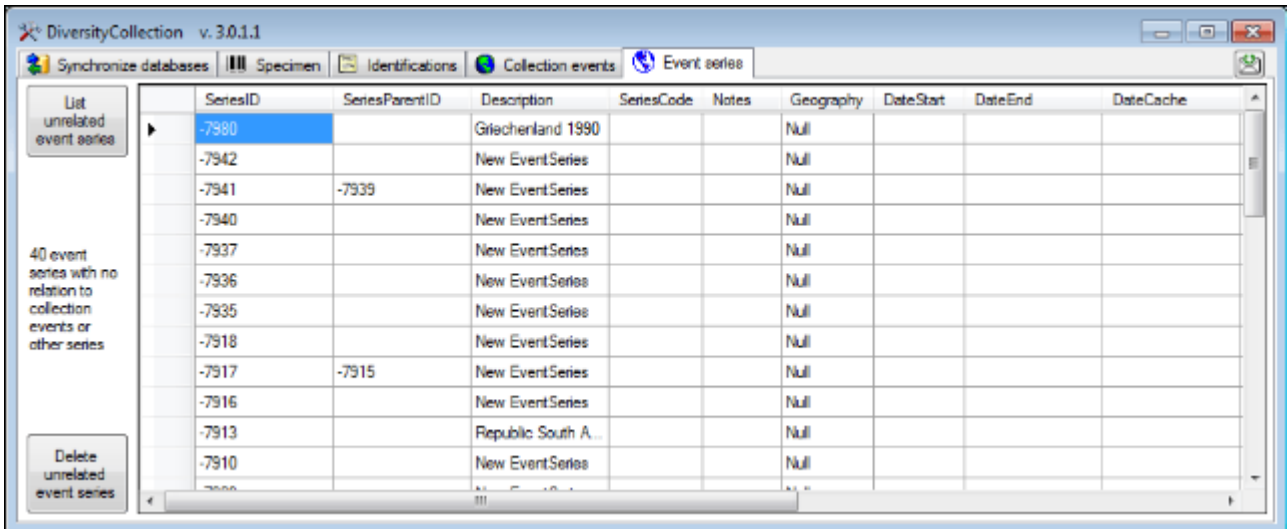 DiversityCollection v. 3.0.1.1
Synchronize databases Specimen Identifications Collection events Event series
List unrelated event series
SeriesID SeriesParentID Description SeriesCode Notes Geography DateStart DateEnd DateCache
-7980 Griechenland 1990 Null
-7942 New EventSeries Null
-7941 -7939 New EventSeries Null
-7940 New EventSeries Null
-7937 New EventSeries Null
-7936 New EventSeries Null
-7935 New EventSeries Null
-7918 New EventSeries Null
-7917 -7915 New EventSeries Null
-7916 New EventSeries Null
-7913 Republic South A... Null
-7910 New EventSeries Null
40 event
series with no
relation to
collection
events or
other series
Delete
unrelated
event series